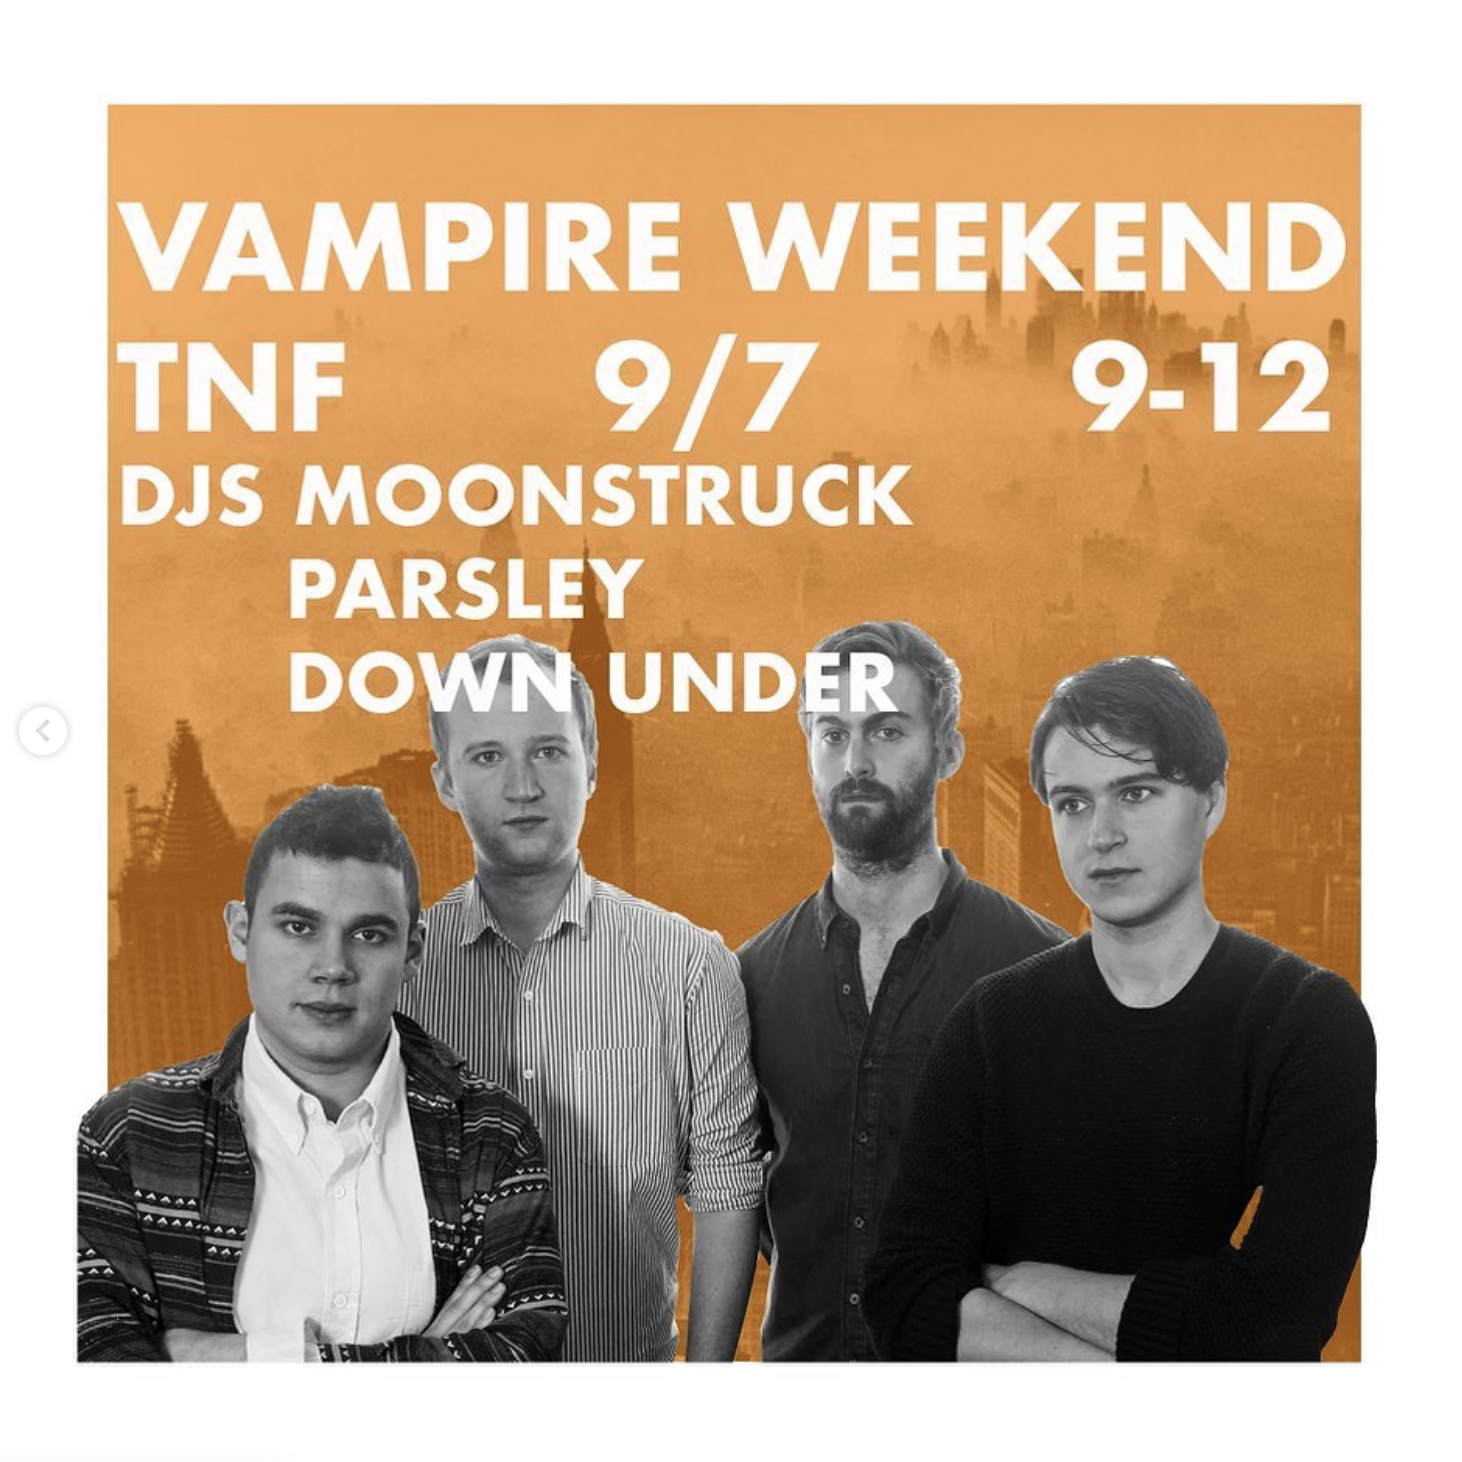 VAMPIRE WEEKEND
TNF 9/7 9-12
DJS MOONSTRUCK
PARSLEY
DOWN UNDER